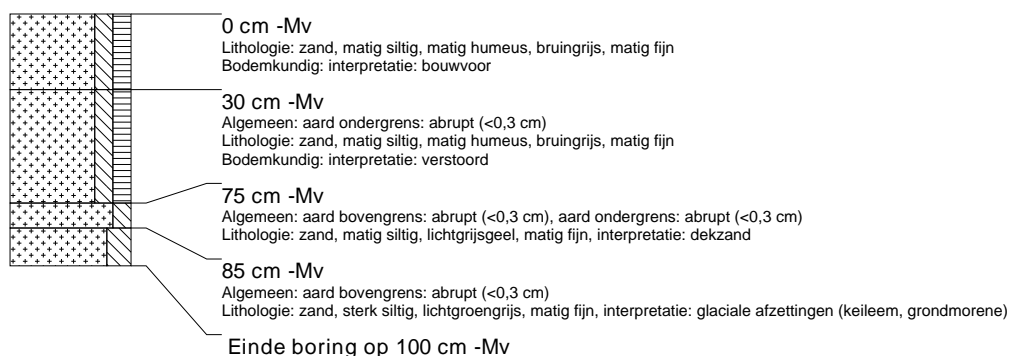 0 cm -Mv
Lithologie: zand, matig siltig, matig humeus, bruingrijs, matig fijn
Bodemkundig: interpretatie: bouwvoor
30 cm -Mv
Algemeen: aard ondergrens: abrupt (<0,3 cm)
Lithologie: zand, matig siltig, matig humeus, bruingrijs, matig fijn
Bodemkundig: interpretatie: verstoord
75 cm -Mv
Algemeen: aard bovengrens: abrupt (<0,3 cm), aard ondergrens: abrupt (<0,3 cm)
Lithologie: zand, matig siltig, lichtgrijsgeel, matig fijn, interpretatie: dekzand
85 cm -Mv
Algemeen: aard bovengrens: abrupt (<0,3 cm)
Lithologie: zand, sterk siltig, lichtgroengrijs, matig fijn, interpretatie: glaciale afzettingen (keileem, grondmorene)
Einde boring op 100 cm -Mv